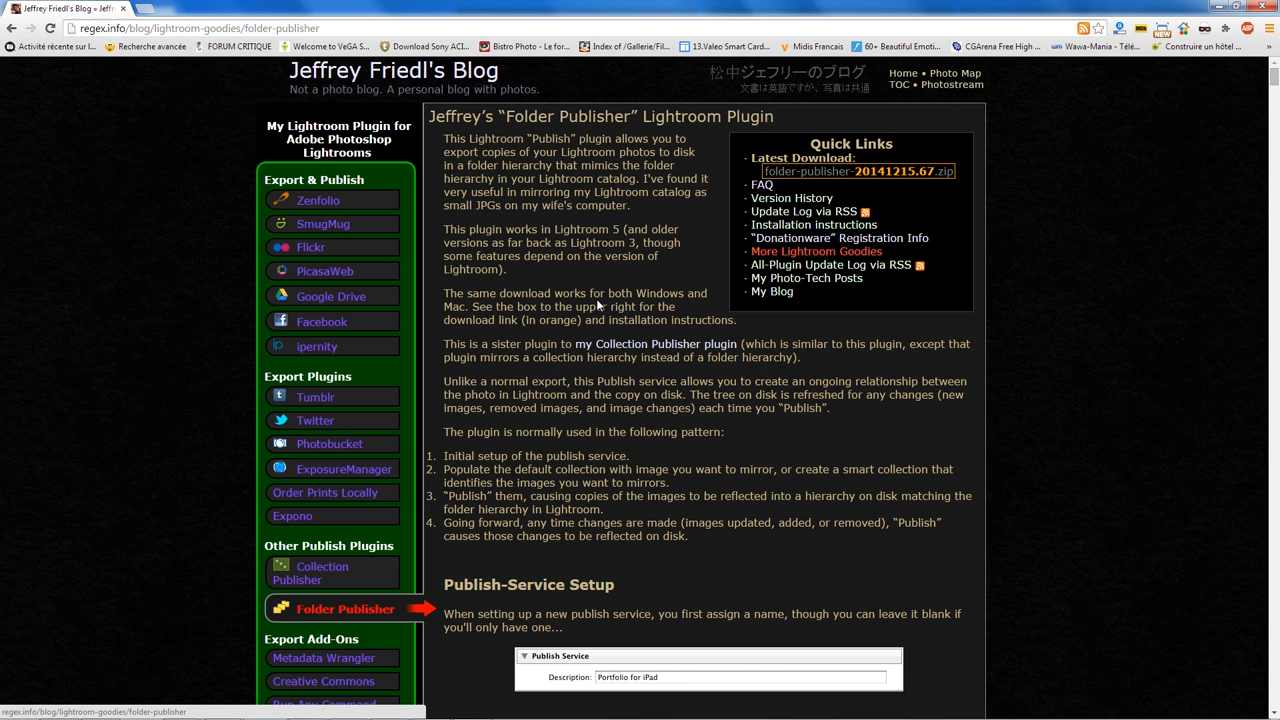 Jeffrey Friedl's Blog » Jeff...
regex.info/blog/lightroom-goodies/folder-publisher
Activité récente sur l...
Recherche avancée
FORUM CRITIQUE
Welcome to VeGA S...
Download Sony ACI...
Bistro Photo - Le for...
Index of /Gallerie/Fil...
13.Valeo Smart Card...
Midis Francais
60+ Beautiful Emoti...
CGArena Free High ...
Wawa-Mania - Télé...
Construire un hôtel ...
NEW
ABP
Jeffrey Friedl's Blog
Not a photo blog. A personal blog with photos.
松中ジェフリーのブログ
文書は英語ですが、写真は共通
Home • Photo Map
TOC • Photostream
My Lightroom Plugin for
Adobe Photoshop
Lightrooms
Export & Publish
Zenfolio
SmugMug
Flickr
PicasaWeb
Google Drive
Facebook
ipernity
Export Plugins
Tumblr
Twitter
Photobucket
ExposureManager
Order Prints Locally
Expono
Other Publish Plugins
Collection
Publisher
Folder Publisher
Export Add-Ons
Metadata Wrangler
Creative Commons
Run Any Command
Jeffrey's “Folder Publisher” Lightroom Plugin
This Lightroom “Publish” plugin allows you to
export copies of your Lightroom photos to disk
in a folder hierarchy that mimics the folder
hierarchy in your Lightroom catalog. I've found it
very useful in mirroring my Lightroom catalog as
small JPGs on my wife's computer.
This plugin works in Lightroom 5 (and older
versions as far back as Lightroom 3, though
some features depend on the version of
Lightroom).
The same download works for both Windows and
Mac. See the box to the upper right for the
download link (in orange) and installation instructions.
Quick Links
· Latest Download:
folder-publisher-20141215.67.zip
· FAQ
· Version History
· Update Log via RSS
· Installation instructions
· “Donationware” Registration Info
· More Lightroom Goodies
· All-Plugin Update Log via RSS
· My Photo-Tech Posts
· My Blog
This is a sister plugin to my Collection Publisher plugin (which is similar to this plugin, except that
plugin mirrors a collection hierarchy instead of a folder hierarchy).
Unlike a normal export, this Publish service allows you to create an ongoing relationship between
the photo in Lightroom and the copy on disk. The tree on disk is refreshed for any changes (new
images, removed images, and image changes) each time you “Publish”.
The plugin is normally used in the following pattern:
1. Initial setup of the publish service.
2. Populate the default collection with image you want to mirror, or create a smart collection that
identifies the images you want to mirrors.
3. “Publish” them, causing copies of the images to be reflected into a hierarchy on disk matching the
folder hierarchy in Lightroom.
4. Going forward, any time changes are made (images updated, added, or removed), “Publish”
causes those changes to be reflected on disk.
Publish-Service Setup
When setting up a new publish service, you first assign a name, though you can leave it blank if
you'll only have one...
Publish Service
Description: Portfolio for iPad
regex.info/blog/lightroom-goodies/folder-publisher